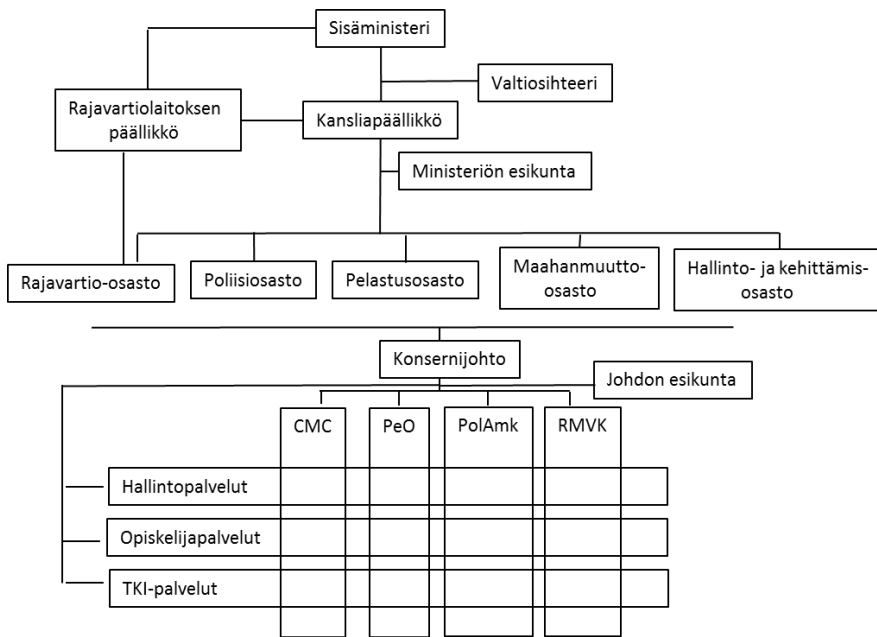 Sisäministeri
Valtiosihteeri
Rajavartiolaitoksen
päällikkö
Kansliapäällikkö
Ministeriön esikunta
Rajavartio-osasto
Poliisiosasto
Pelastusosasto
Maahanmuutto-
osasto
Hallinto- ja kehittämis-
osasto
Konsernijohto
Johdon esikunta
CMC
PeO
PolAmk
RMVK
Hallintopalvelut
Opiskelijapalvelut
TKI-palvelut